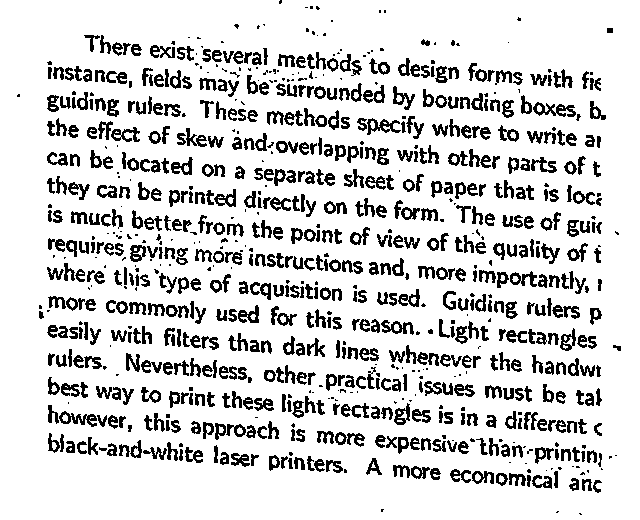 There exist several methods to design forms with fie
instance, fields may be surrounded by bounding boxes, b
guiding rulers. These methods specify where to write ar
the effect of skew and overlapping with other parts of t
can be located on a separate sheet of paper that is loca
they can be printed directly on the form. The use of guid
is much better from the point of view of the quality of t
requires giving more instructions and, more importantly, r
where this type of acquisition is used. Guiding rulers p
more commonly used for this reason. Light rectangles
easily with filters than dark lines whenever the handwr
rulers. Nevertheless, other practical issues must be tak
best way to print these light rectangles is in a different c
however, this approach is more expensive than printing
black-and-white laser printers. A more economical and